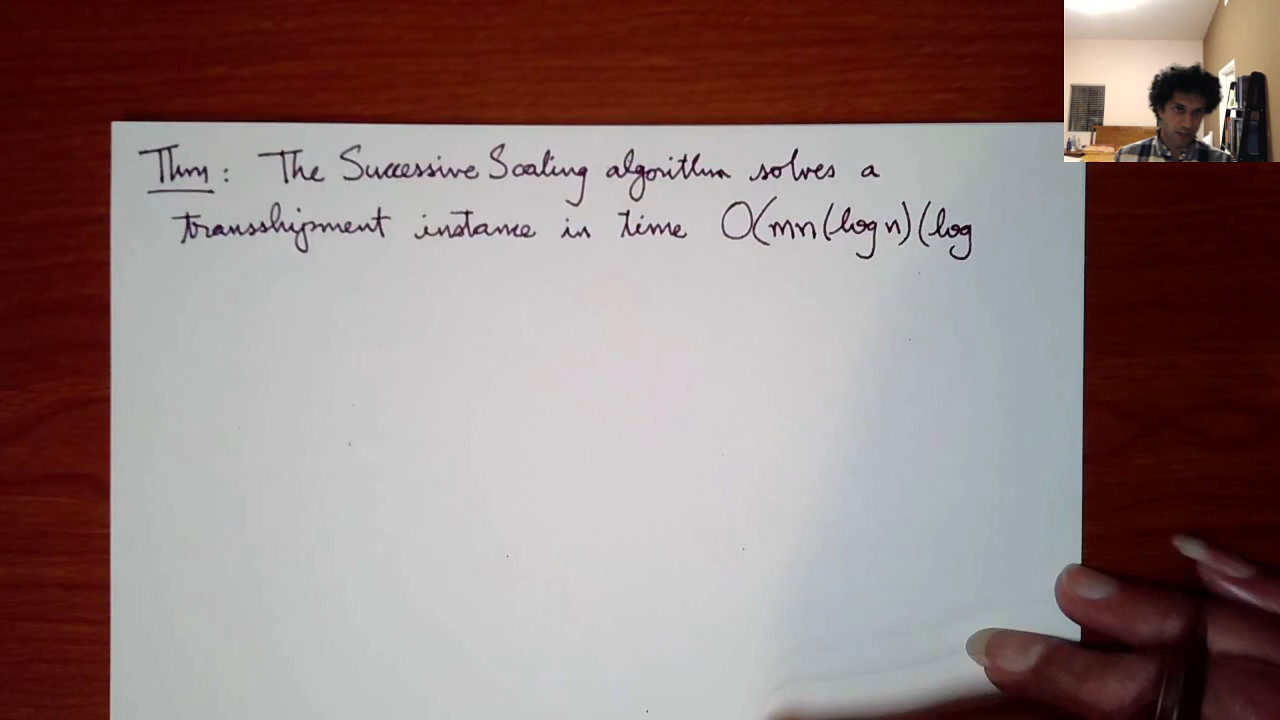 Thm: The Successive Scaling algorithm solves a
transshipment instance in time O(mn(log n)(log